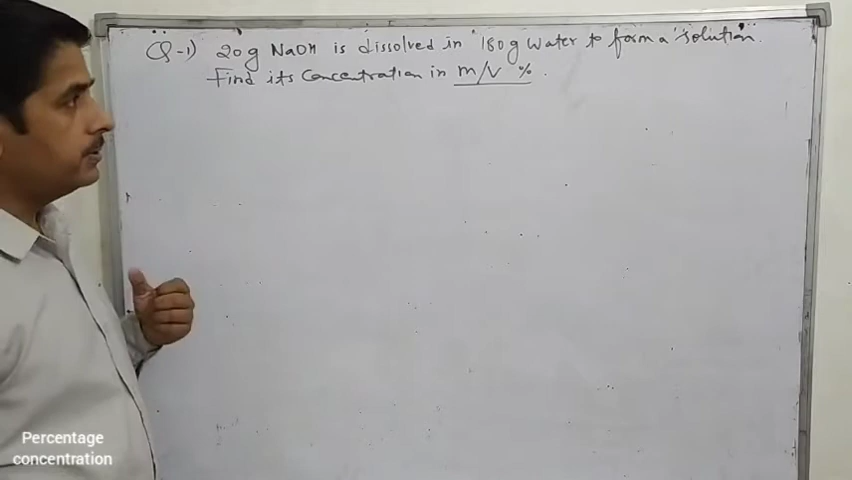 Q-1) 20g NaOH is dissolved in 180g water to form a solution.
Find its concentration in m/V %.
Percentage
concentration